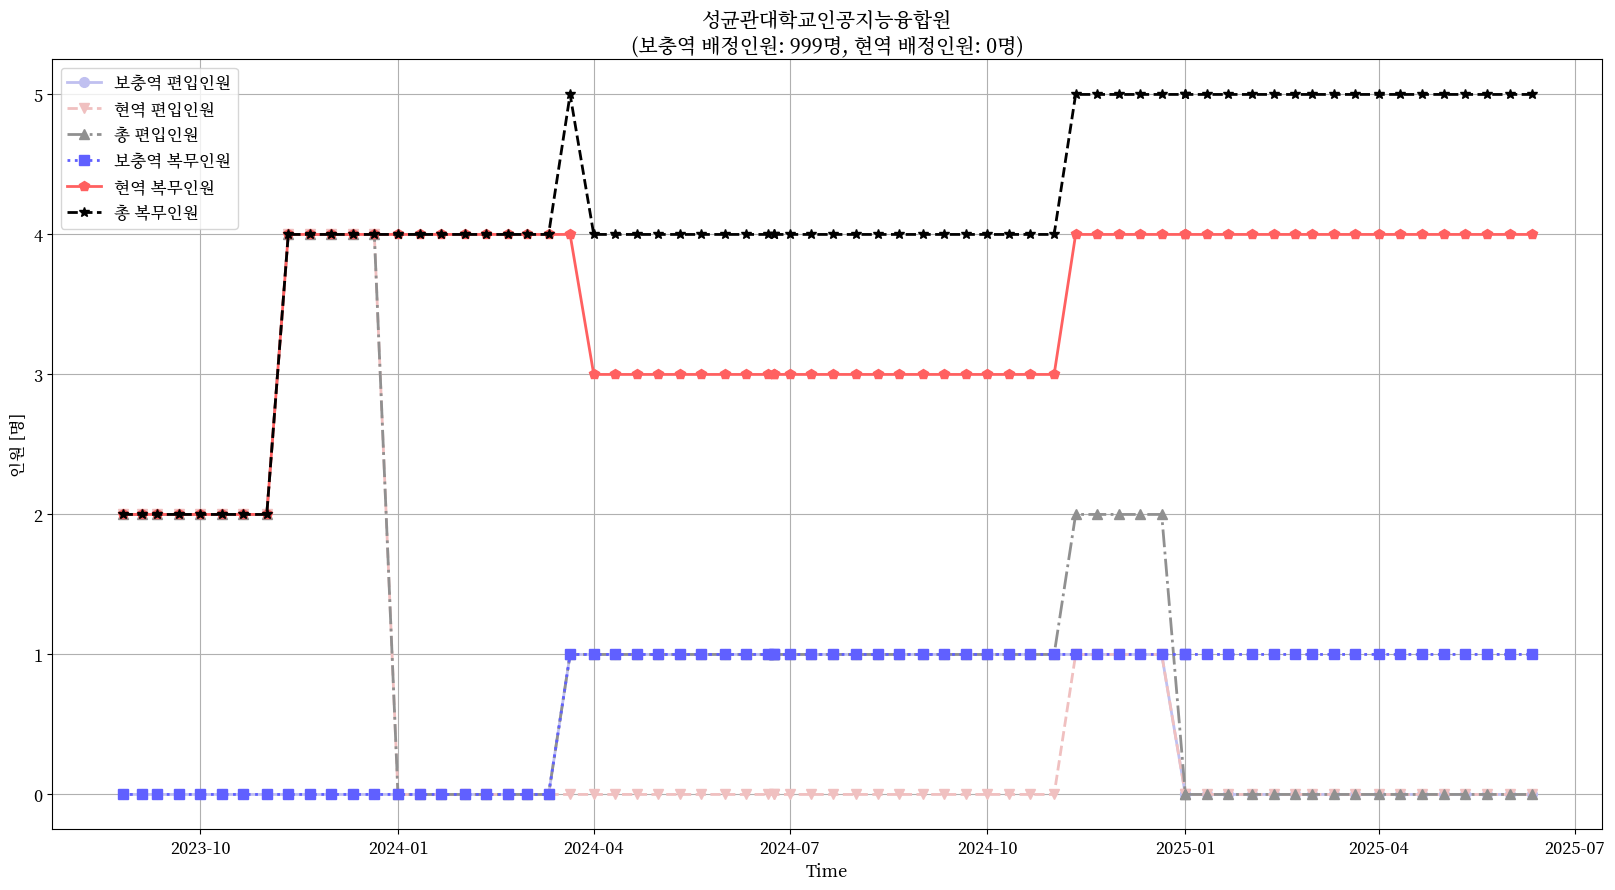 성균관대학교인공지능융합원
(보충역 배정인원: 999명, 현역 배정인원: 0명)
보충역 편입인원
현역 편입인원
총 편입인원
보충역 복무인원
현역 복무인원
총 복무인원
인원 [명]
5
4
3
2
1
0
2023-10
2024-01
2024-04
2024-07
2024-10
2025-01
2025-04
2025-07
Time